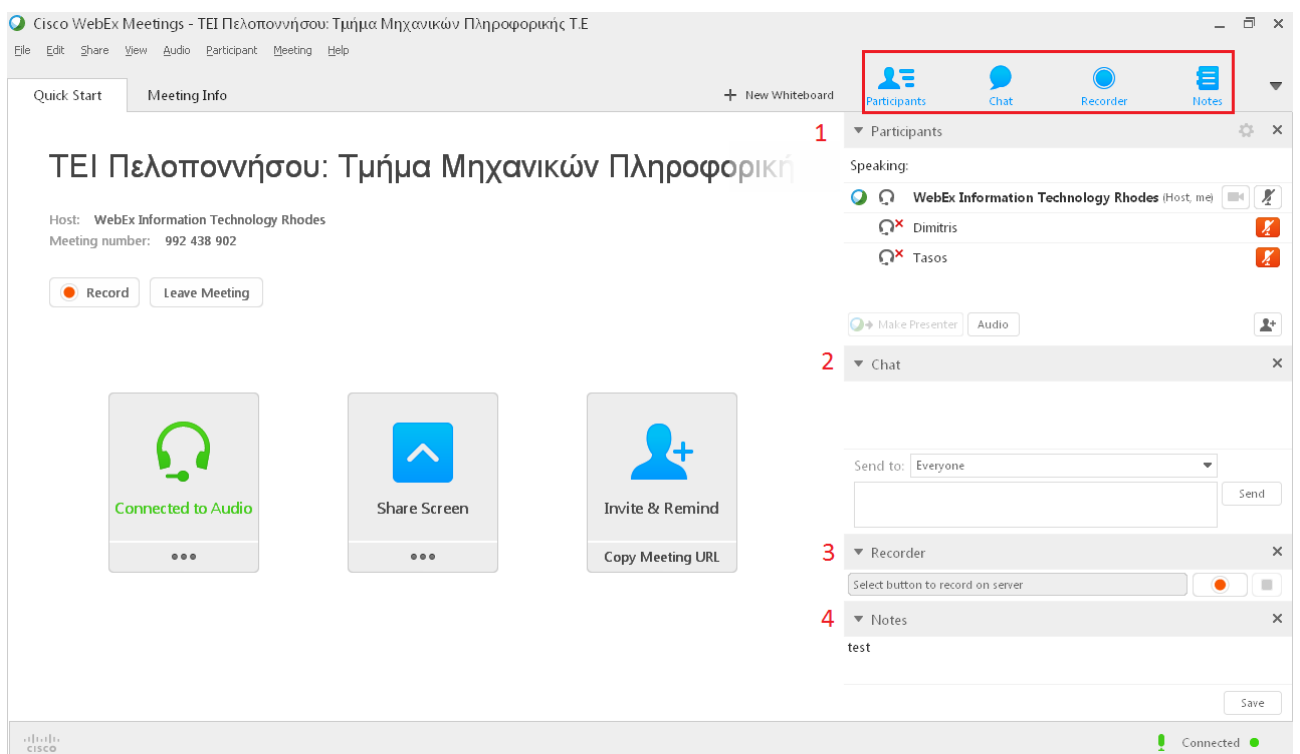 Cisco WebEx Meetings - ΤΕΙ Πελοποννήσου: Τμήμα Μηχανικών Πληροφορικής Τ.Ε
File Edit Share View Audio Participant Meeting Help
Participants Chat Recorder Notes
Quick Start Meeting Info + New Whiteboard
1 Participants
ΤΕΙ Πελοποννήσου: Τμήμα Μηχανικών Πληροφορική
Speaking:
Host: WebEx Information Technology Rhodes
Meeting number: 992 438 902
WebEx Information Technology Rhodes (Host, me)
Dimitris
Tasos
Record Leave Meeting
Make Presenter Audio
2 Chat
Connected to Audio
Share Screen
Invite & Remind
Copy Meeting URL
Send to: Everyone
Send
3 Recorder
Select button to record on server
4 Notes
test
Save
CISCO
Connected